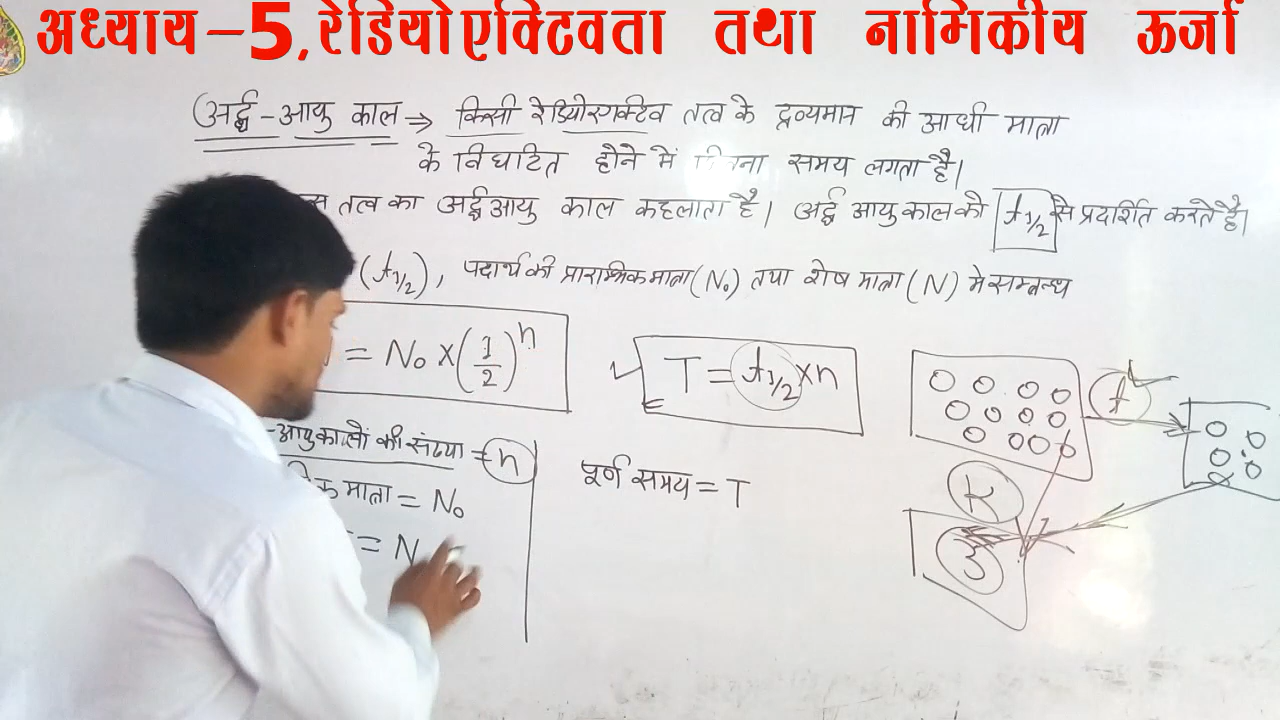 अध्याय-5, रेडियोएक्टिवता तथा नामिकीय ऊर्जा
अर्द्ध-आयु काल → किसी रेडियोएक्टिव तत्व के द्रव्यमान की आधी मात्रा
के विघटित होने में समय लगता है।
तत्व का अर्द्धआयु काल कहलाता है। अर्द्ध आयु काल को t1/2 से प्रदर्शित करते है।
(t1/2), पदार्थ की प्रारम्भिक मात्रा (N₀) तथा शेष मात्रा (N) मे सम्बन्ध
= N₀ × (1/2)ⁿ
T = t1/2 × n
t
-आयुकालों की संख्या = n
मात्रा = N₀
= N
पूर्ण समय = T